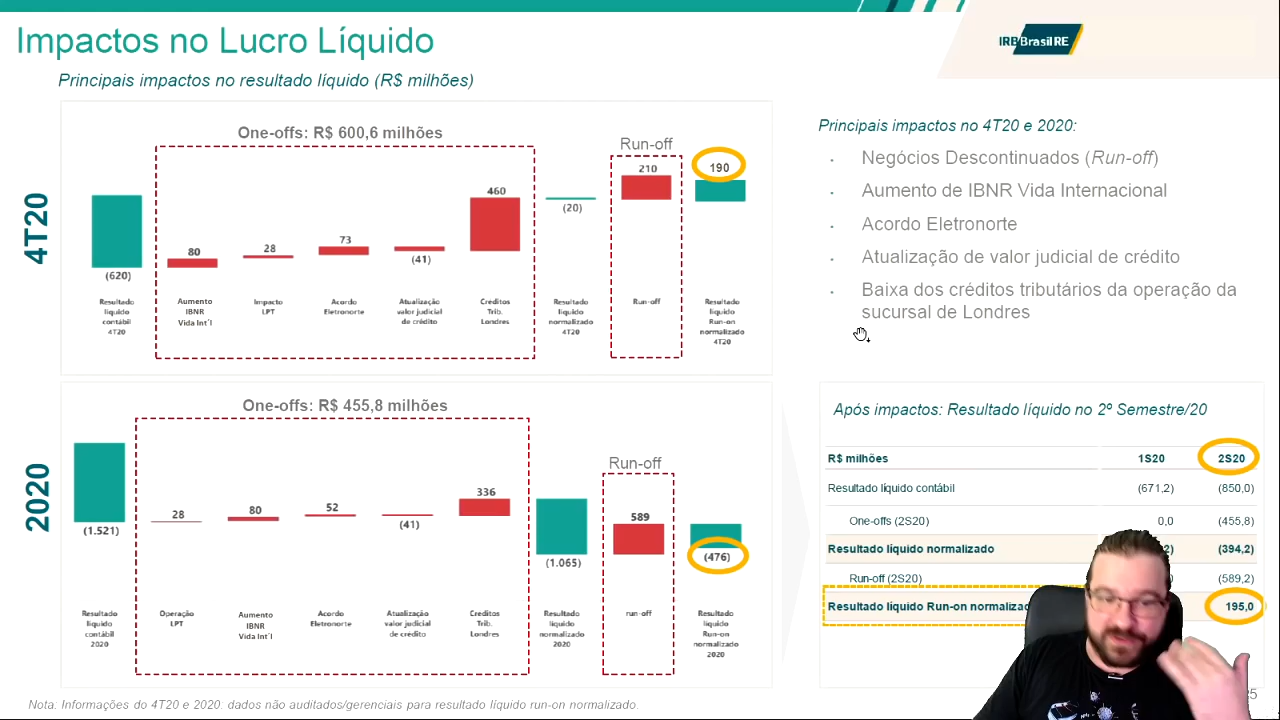 Impactos no Lucro Líquido
IRB Brasil RE
Principais impactos no resultado líquido (R$ milhões)
4T20
One-offs: R$ 600,6 milhões
Run-off
(620)
80
28
73
(41)
460
(20)
210
190
Resultado
líquido
contábil
4T20
Aumento
IBNR
Vida Int´l
Impacto
LPT
Acordo
Eletronorte
Atualização
valor judicial
de crédito
Créditos
Trib.
Londres
Resultado
líquido
normalizado
4T20
Run-off
Resultado
líquido
Run-on
normalizado
4T20
Principais impactos no 4T20 e 2020:
Negócios Descontinuados (Run-off)
Aumento de IBNR Vida Internacional
Acordo Eletronorte
Atualização de valor judicial de crédito
Baixa dos créditos tributários da operação da
sucursal de Londres
2020
One-offs: R$ 455,8 milhões
Run-off
(1.521)
28
80
52
(41)
336
(1.065)
589
(476)
Resultado
líquido
contábil
2020
Operação
LPT
Aumento
IBNR
Vida Int´l
Acordo
Eletronorte
Atualização
valor judicial
de crédito
Creditos
Trib.
Londres
Resultado
líquido
normalizado
2020
run-off
Resultado
líquido
Run-on
normalizado
2020
Após impactos: Resultado líquido no 2º Semestre/20
R$ milhões 1S20 2S20
Resultado líquido contábil (671,2) (850,0)
One-offs (2S20) 0,0 (455,8)
Resultado líquido normalizado (394,2)
Run-off (2S20) (589,2)
Resultado líquido Run-on 195,0
Nota: Informações do 4T20 e 2020: dados não auditados/gerenciais para resultado líquido run-on normalizado.